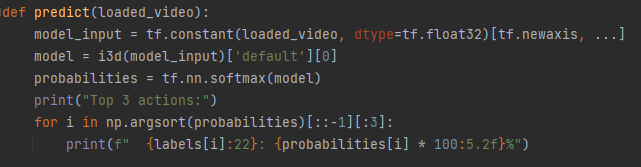 def predict(loaded_video):
    model_input = tf.constant(loaded_video, dtype=tf.float32)[tf.newaxis, ...]
    model = i3d(model_input)['default'][0]
    probabilities = tf.nn.softmax(model)
    print("Top 3 actions:")
    for i in np.argsort(probabilities)[::-1][:3]:
        print(f"  {labels[i]:22}: {probabilities[i] * 100:5.2f}%")